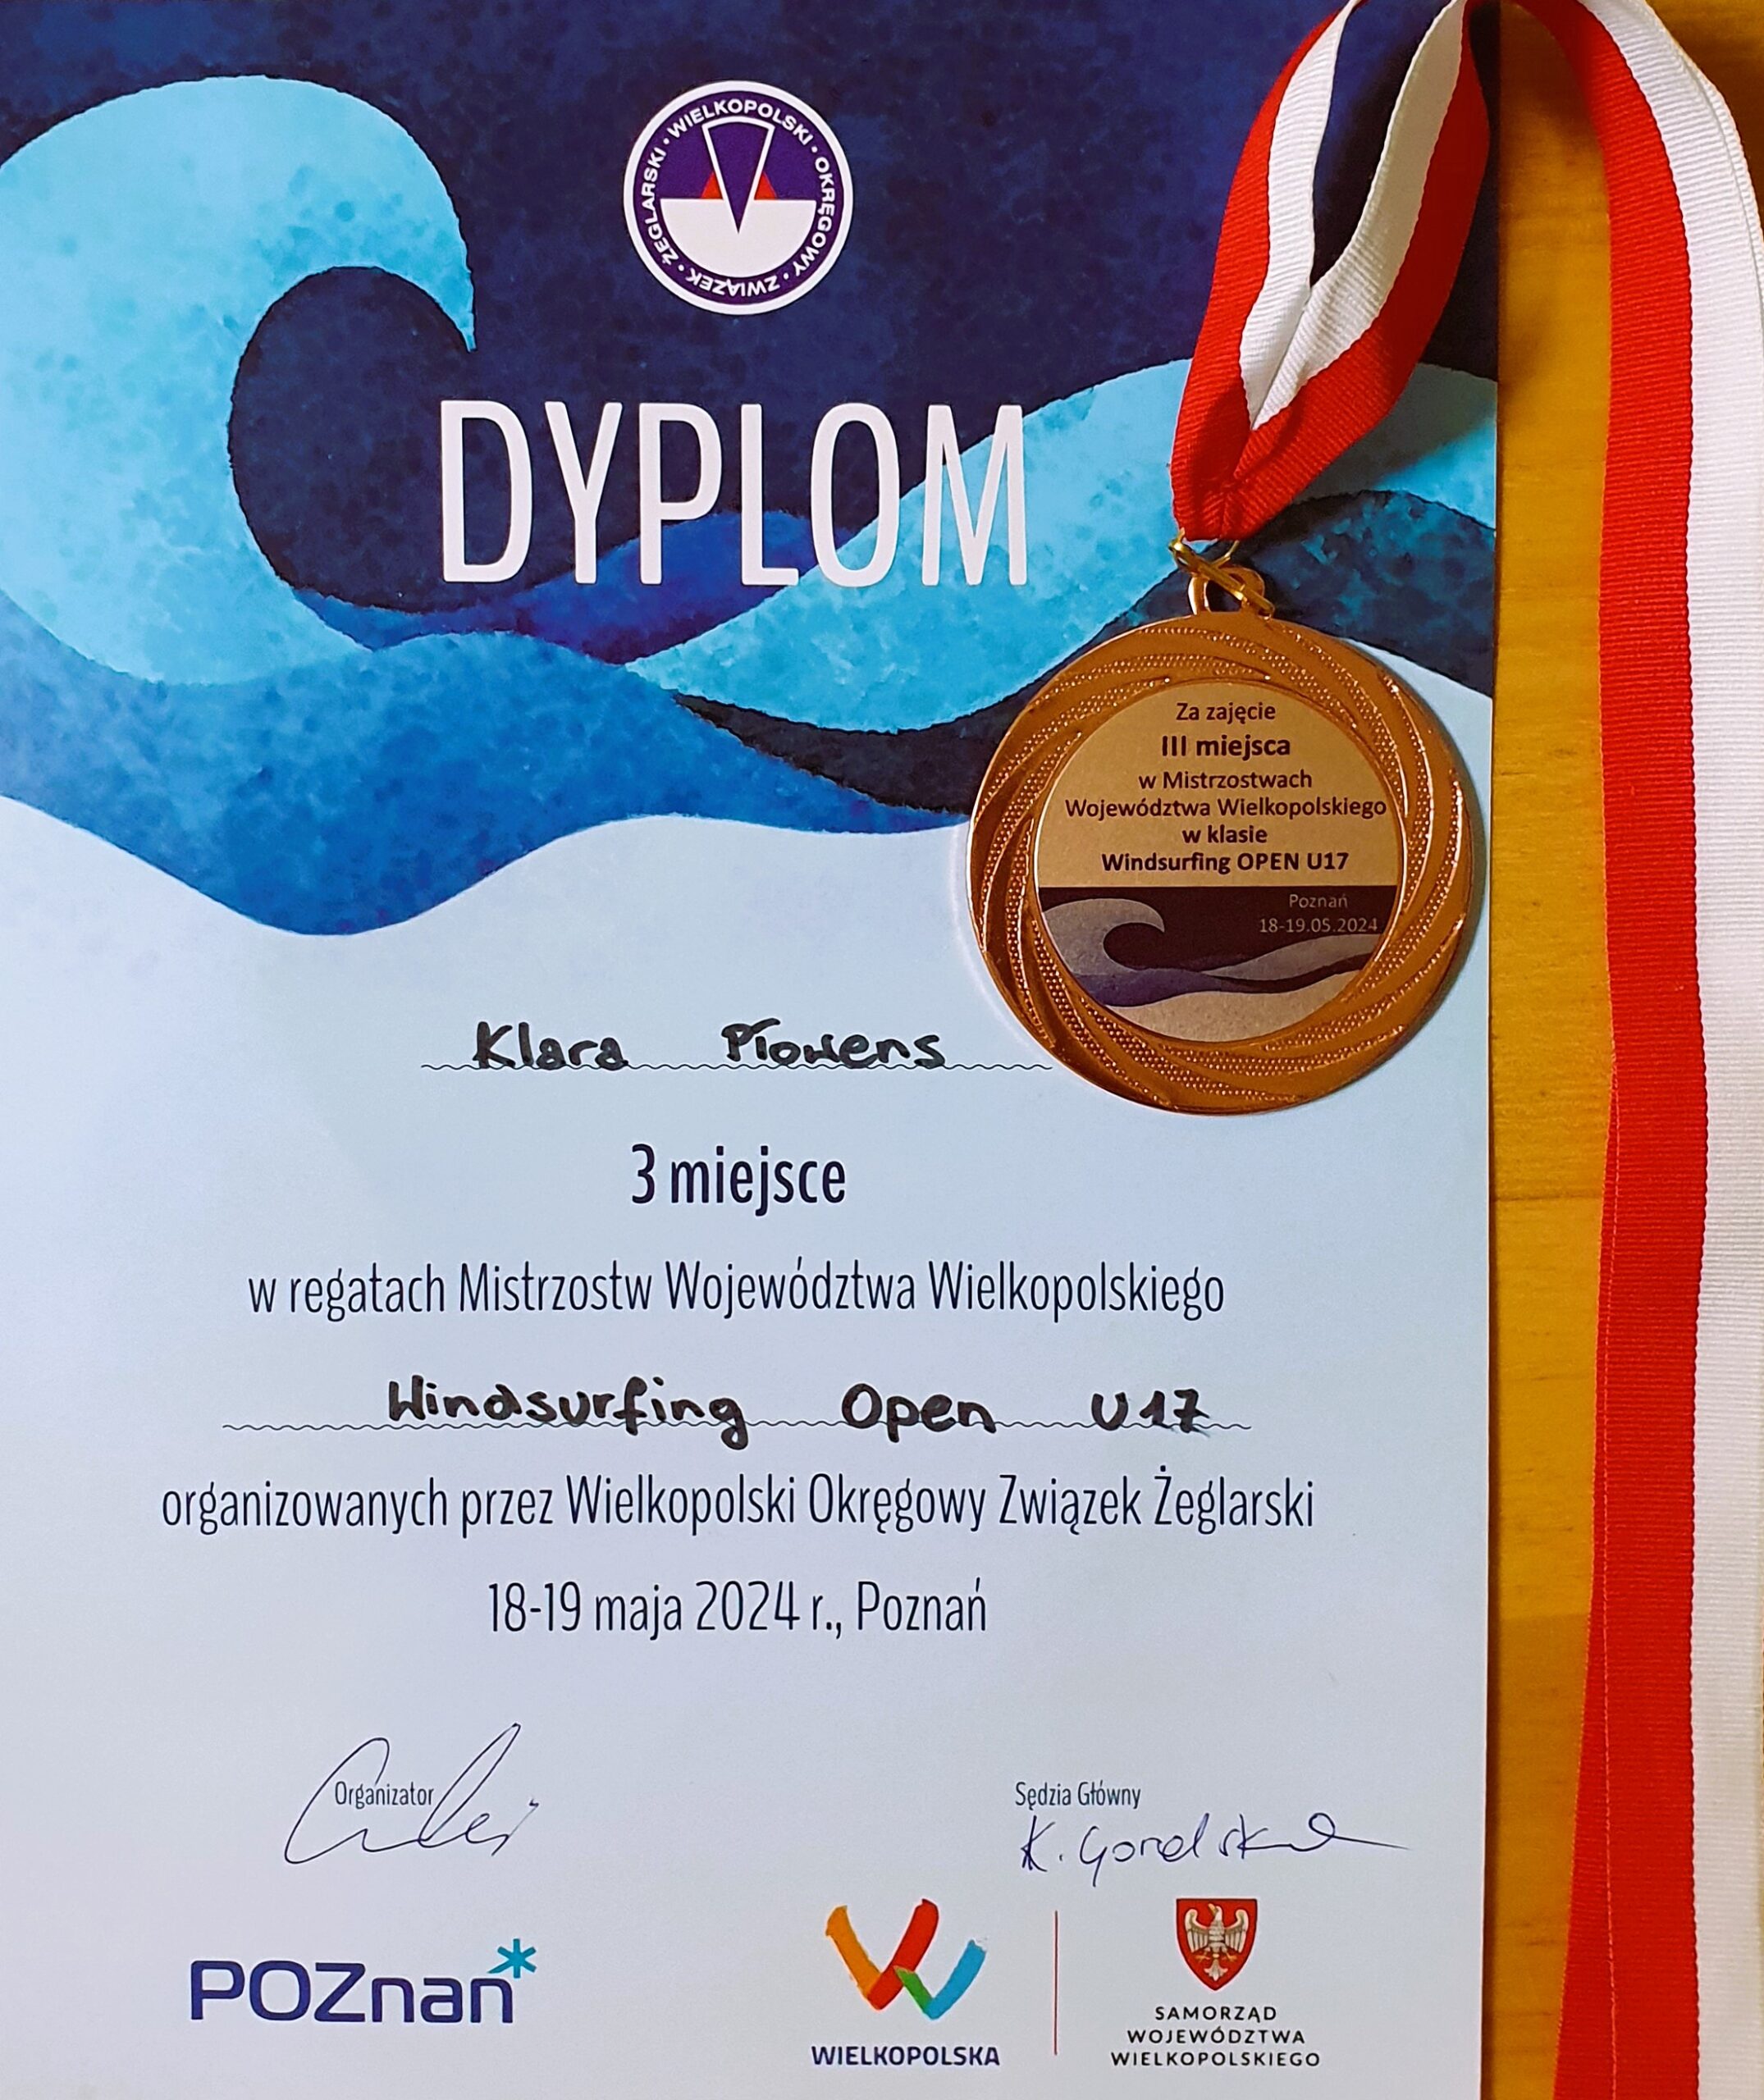 WIELKOPOLSKI · OKRĘGOWY · ZWIĄZEK · ŻEGLARSKI ·
DYPLOM
Za zajęcie
III miejsca
w Mistrzostwach
Województwa Wielkopolskiego
w klasie
Windsurfing OPEN U17
Poznań
18-19.05.2024
Klara
3 miejsce
w regatach Mistrzostw Województwa Wielkopolskiego
Windsurfing Open U17
organizowanych przez Wielkopolski Okręgowy Związek Żeglarski
18-19 maja 2024 r., Poznań
Organizator
Sędzia Główny
K.
POZnań*
WIELKOPOLSKA
SAMORZĄD
WOJEWÓDZTWA
WIELKOPOLSKIEGO